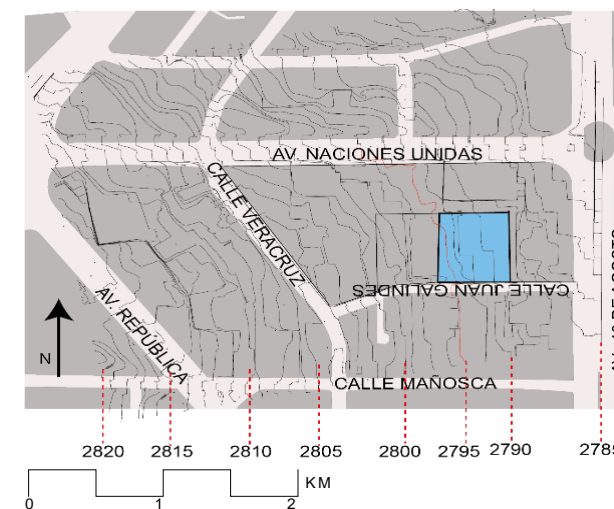 AV. NACIONES UNIDAS
CALLE VERACRUZ
CALLE JUAN GALINDES
AV. REPÚBLICA
N
CALLE MAÑOSCA
2820 2815 2810 2805 2800 2795 2790 2785
KM
0 1 2